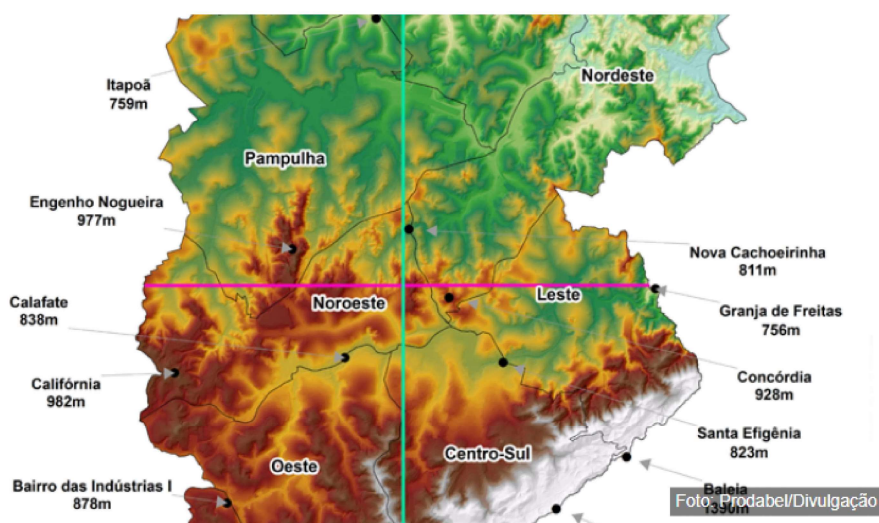 Nordeste
Itapoã
759m
Pampulha
Engenho Nogueira
977m
Nova Cachoeirinha
811m
Calafate
838m
Noroeste
Leste
Granja de Freitas
756m
Califórnia
982m
Concórdia
928m
Santa Efigênia
823m
Oeste
Centro-Sul
Bairro das Indústrias I
878m
Baleia
1390m
Foto: Prodabel/Divulgação